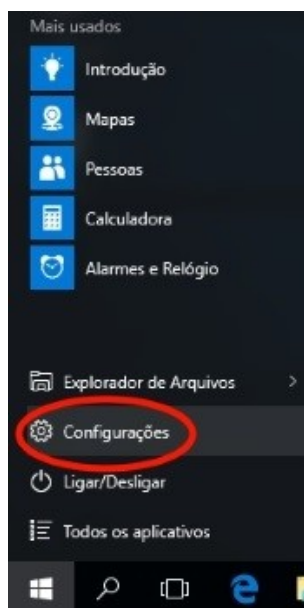 Mais usados
Introdução
Mapas
Pessoas
Calculadora
Alarmes e Relógio
Explorador de Arquivos
Configurações
Ligar/Desligar
Todos os aplicativos